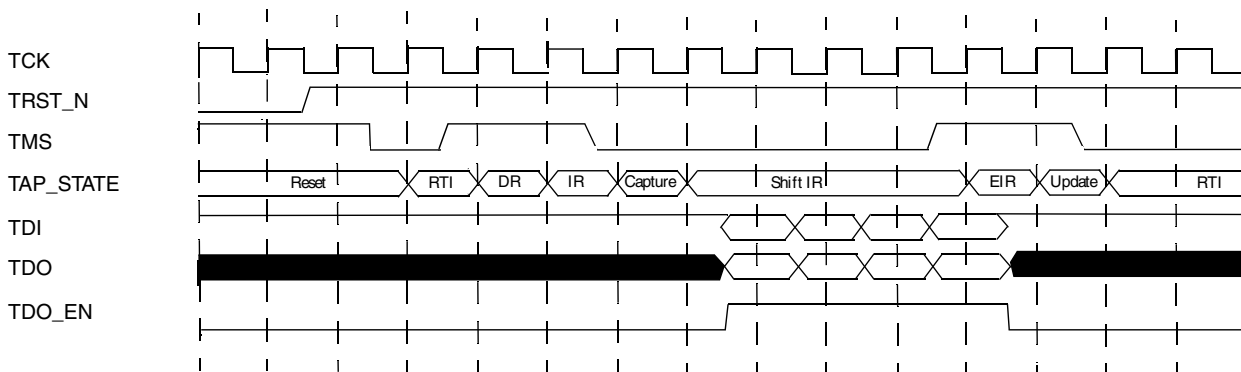 TCK
TRST_N
TMS
TAP_STATE
Reset RTI DR IR Capture Shift IR EIR Update RTI
TDI
TDO
TDO_EN